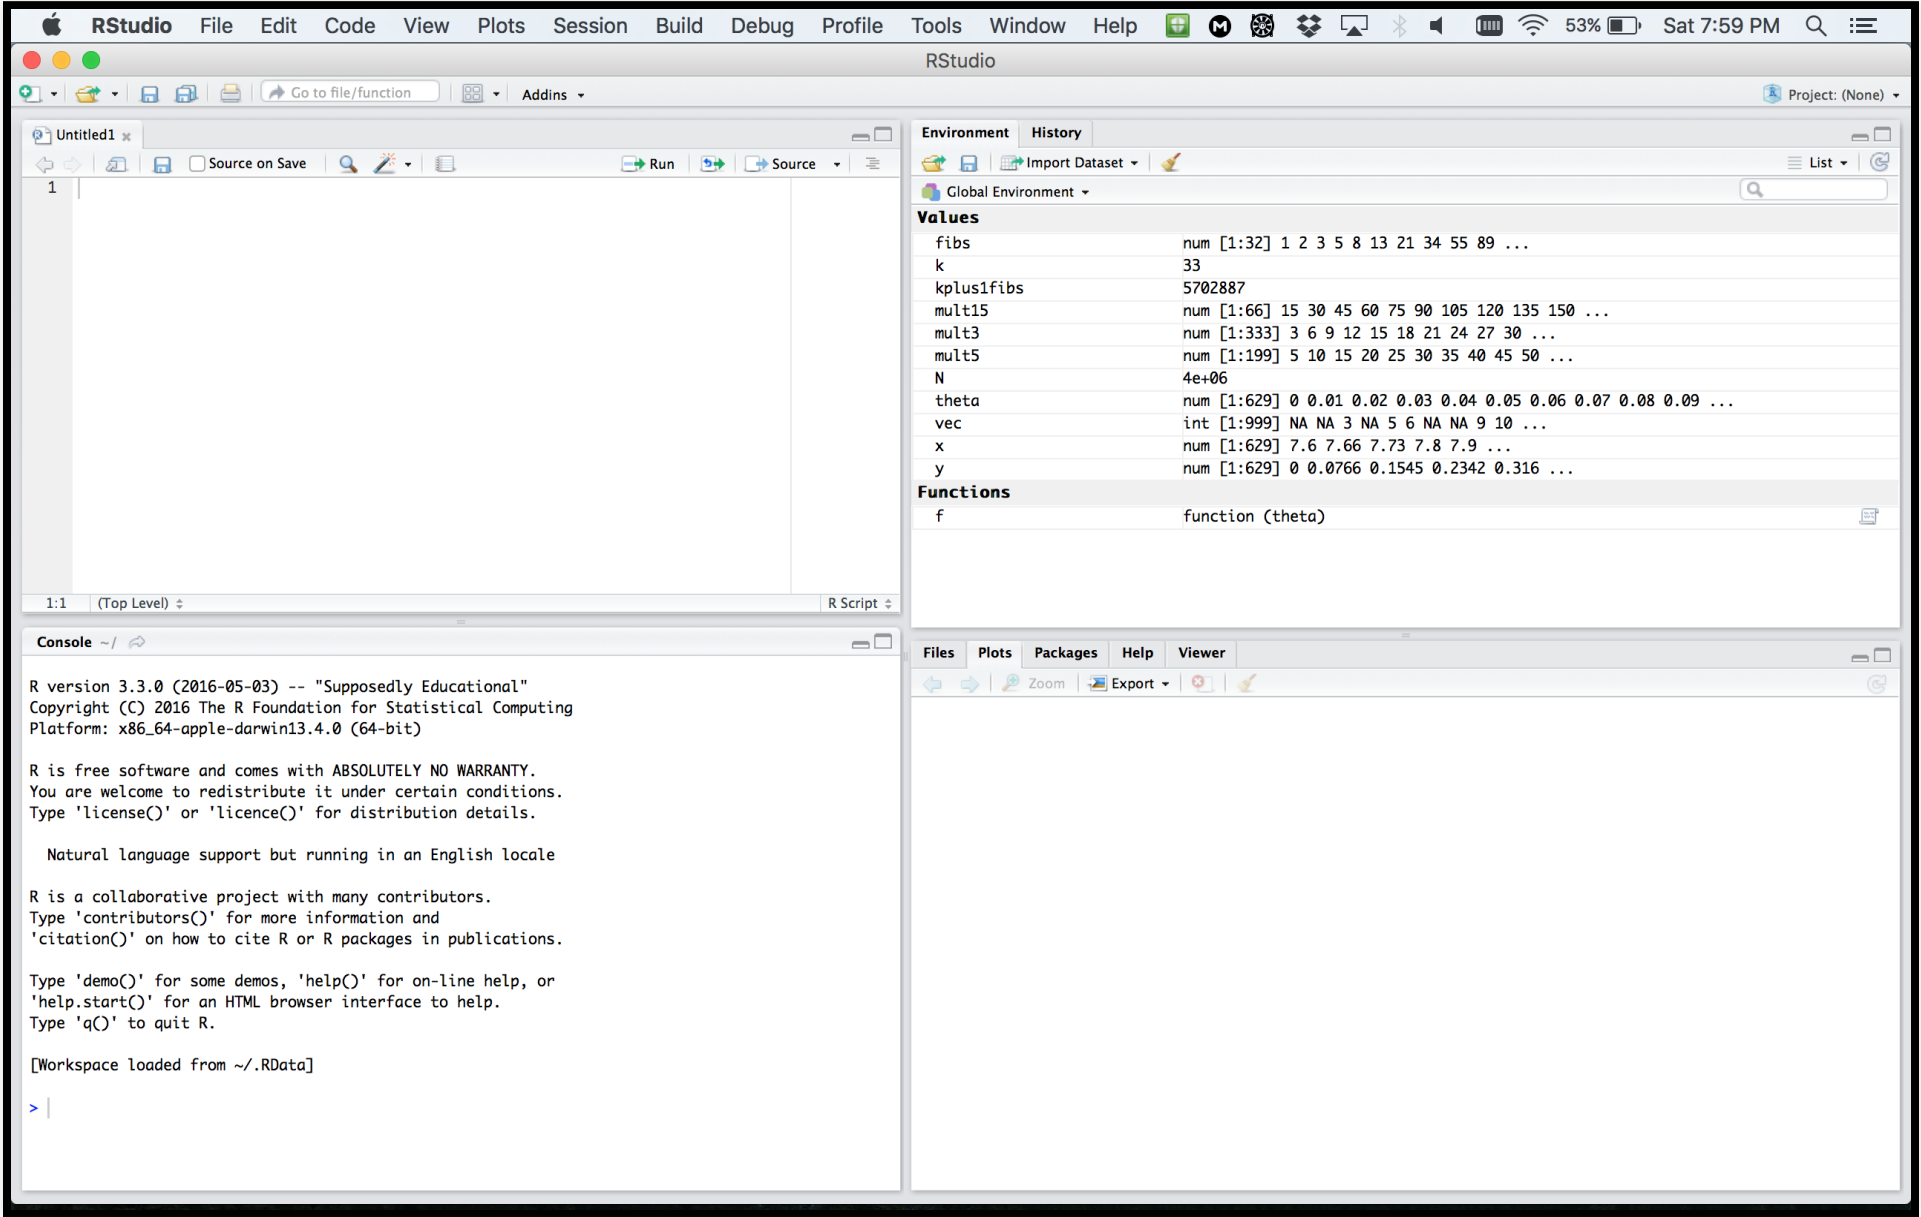 RStudio File Edit Code View Plots Session Build Debug Profile Tools Window Help 53% Sat 7:59 PM
RStudio
Go to file/function Addins Project: (None)
Untitled1
Source on Save Run Source
1
1:1 (Top Level) R Script
Console ~/
R version 3.3.0 (2016-05-03) -- "Supposedly Educational"
Copyright (C) 2016 The R Foundation for Statistical Computing
Platform: x86_64-apple-darwin13.4.0 (64-bit)
R is free software and comes with ABSOLUTELY NO WARRANTY.
You are welcome to redistribute it under certain conditions.
Type 'license()' or 'licence()' for distribution details.
Natural language support but running in an English locale
R is a collaborative project with many contributors.
Type 'contributors()' for more information and
'citation()' on how to cite R or R packages in publications.
Type 'demo()' for some demos, 'help()' for on-line help, or
'help.start()' for an HTML browser interface to help.
Type 'q()' to quit R.
[Workspace loaded from ~/.RData]
>
Environment History
Import Dataset List
Global Environment
Values
fibs num [1:32] 1 2 3 5 8 13 21 34 55 89 ...
k 33
kplus1fibs 5702887
mult15 num [1:66] 15 30 45 60 75 90 105 120 135 150 ...
mult3 num [1:333] 3 6 9 12 15 18 21 24 27 30 ...
mult5 num [1:199] 5 10 15 20 25 30 35 40 45 50 ...
N 4e+06
theta num [1:629] 0 0.01 0.02 0.03 0.04 0.05 0.06 0.07 0.08 0.09 ...
vec int [1:999] NA NA 3 NA 5 6 NA NA 9 10 ...
x num [1:629] 7.6 7.66 7.73 7.8 7.9 ...
y num [1:629] 0 0.0766 0.1545 0.2342 0.316 ...
Functions
f function (theta)
Files Plots Packages Help Viewer
Zoom Export